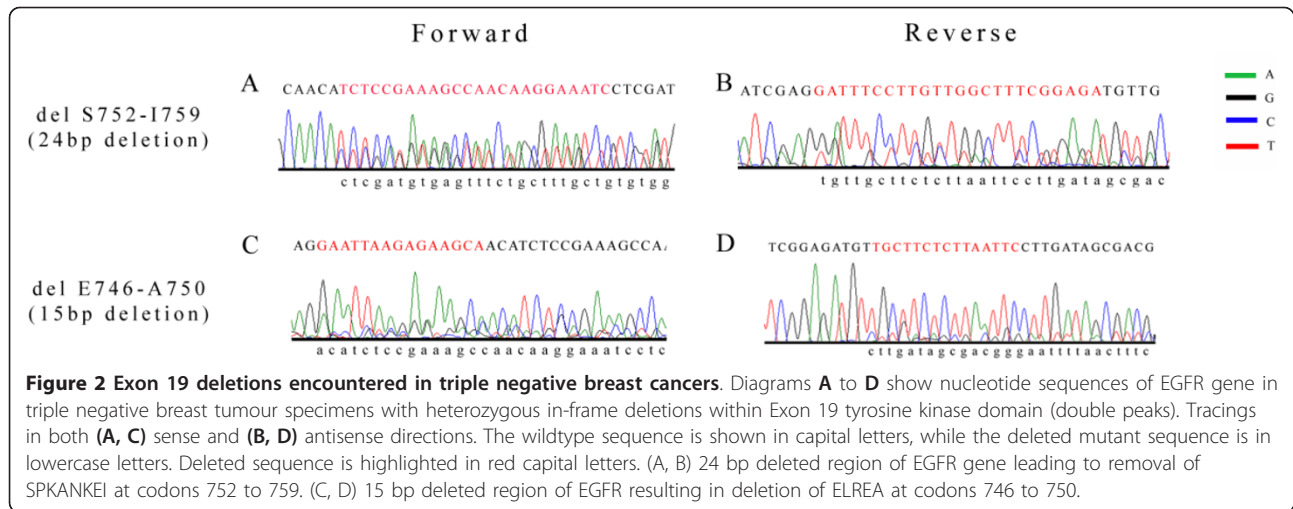 Forward Reverse
A CAACATCTCCGAAAGCCAACAAGGAAATCCTCGAT
B ATCGAGGATTTCCTTGTTGGCTTTCGGAGATGTTG
A
G
C
T
del S752-I759
(24bp deletion)
ctcgatgtgagtttctgctttgctgtgtgg
tgttgcttctcttaattccttgatagcgac
C AGGAATTAAGAGAAGCAACATCTCCGAAAGCCA
D TCGGAGATGTTGCTTCTCTTAATTCCTTGATAGCGACG
del E746-A750
(15bp deletion)
acatctccgaaagccaacaaggaaatcctc
cttgatagcgacgggaattttaactttc
Figure 2 Exon 19 deletions encountered in triple negative breast cancers. Diagrams A to D show nucleotide sequences of EGFR gene in
triple negative breast tumour specimens with heterozygous in-frame deletions within Exon 19 tyrosine kinase domain (double peaks). Tracings
in both (A, C) sense and (B, D) antisense directions. The wildtype sequence is shown in capital letters, while the deleted mutant sequence is in
lowercase letters. Deleted sequence is highlighted in red capital letters. (A, B) 24 bp deleted region of EGFR gene leading to removal of
SPKANKEI at codons 752 to 759. (C, D) 15 bp deleted region of EGFR resulting in deletion of ELREA at codons 746 to 750.